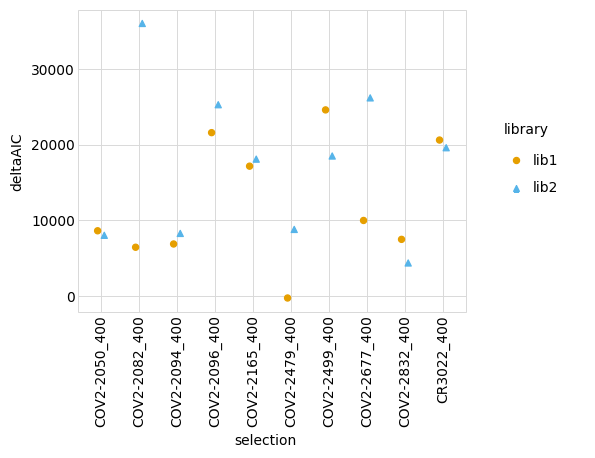 30000
20000
10000
0
deltaAIC
COV2-2050_400
COV2-2082_400
COV2-2094_400
COV2-2096_400
COV2-2165_400
COV2-2479_400
COV2-2499_400
COV2-2677_400
COV2-2832_400
CR3022_400
selection
library
lib1
lib2